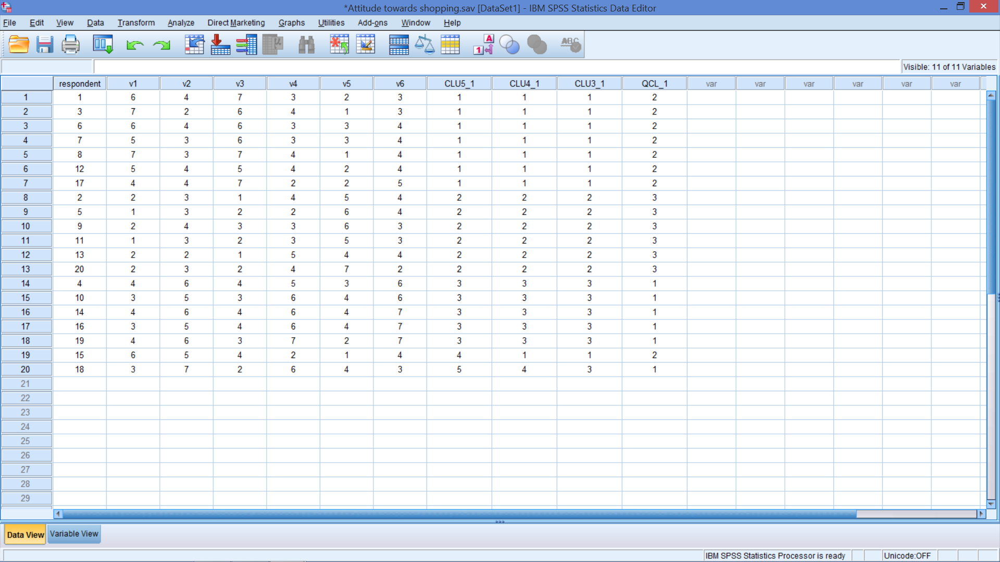 *Attitude towards shopping.sav [DataSet1] - IBM SPSS Statistics Data Editor
File Edit View Data Transform Analyze Direct Marketing Graphs Utilities Add-ons Window Help
A
1
ABC
Visible: 11 of 11 Variables
respondent v1 v2 v3 v4 v5 v6 CLU5_1 CLU4_1 CLU3_1 QCL_1 var var var var var var
1 1 6 4 7 3 2 3 1 1 1 2
2 3 7 2 6 4 1 3 1 1 1 2
3 6 6 4 6 3 3 4 1 1 1 2
4 7 5 3 6 3 3 4 1 1 1 2
5 8 7 3 7 4 1 4 1 1 1 2
6 12 5 4 5 4 2 4 1 1 1 2
7 17 4 4 7 2 2 5 1 1 1 2
8 2 2 3 1 4 5 4 2 2 2 3
9 5 1 3 2 2 6 4 2 2 2 3
10 9 2 4 3 3 6 3 2 2 2 3
11 11 1 3 2 3 5 3 2 2 2 3
12 13 2 2 1 5 4 4 2 2 2 3
13 20 2 3 2 4 7 2 2 2 2 3
14 4 4 6 4 5 3 6 3 3 3 1
15 10 3 5 3 6 4 6 3 3 3 1
16 14 4 6 4 6 4 7 3 3 3 1
17 16 3 5 4 6 4 7 3 3 3 1
18 19 4 6 3 7 2 7 3 3 3 1
19 15 6 5 4 2 1 4 4 1 1 2
20 18 3 7 2 6 4 3 5 4 3 1
21
22
23
24
25
26
27
28
29
Data View Variable View
IBM SPSS Statistics Processor is ready Unicode:OFF